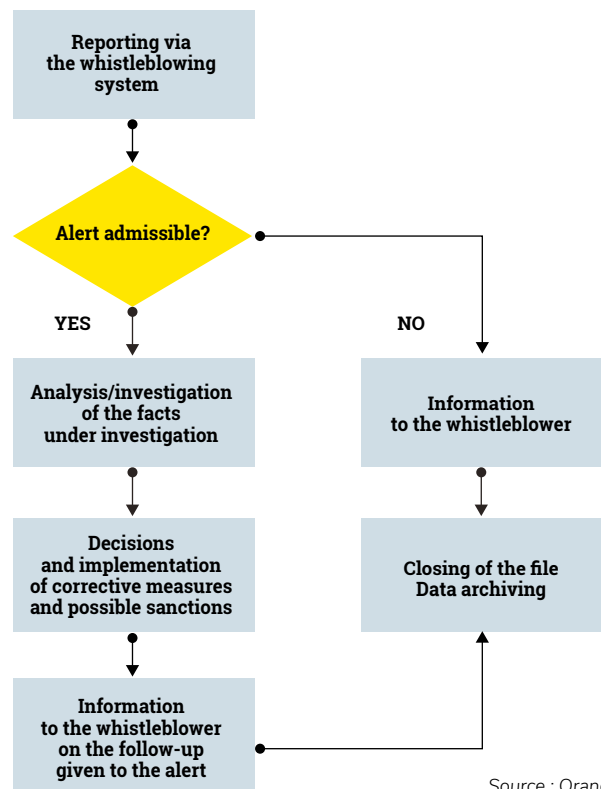 Reporting via
the whistleblowing
system
Alert admissible?
YES
NO
Analysis/investigation
of the facts
under investigation
Information
to the whistleblower
Decisions
and implementation
of corrective measures
and possible sanctions
Closing of the file
Data archiving
Information
to the whistleblower
on the follow-up
given to the alert
Source : Oran